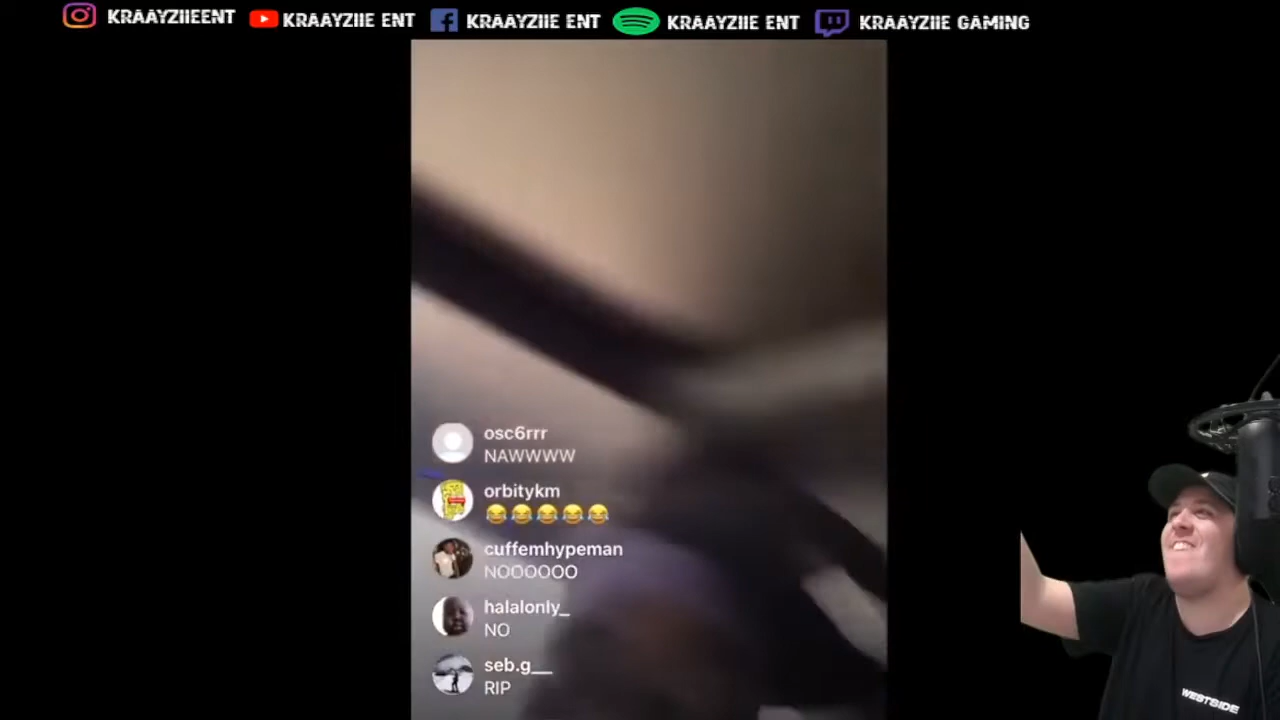 KRAAYZIIEENT KRAAYZIIE ENT KRAAYZIIE ENT KRAAYZIIE ENT KRAAYZIIE GAMING
osc6rrr
NAWWWW
orbitykm
😂😂😂😂😂
cuffemhypeman
NOOOOOO
halalonly_
NO
seb.g__
RIP
WESTSIDE